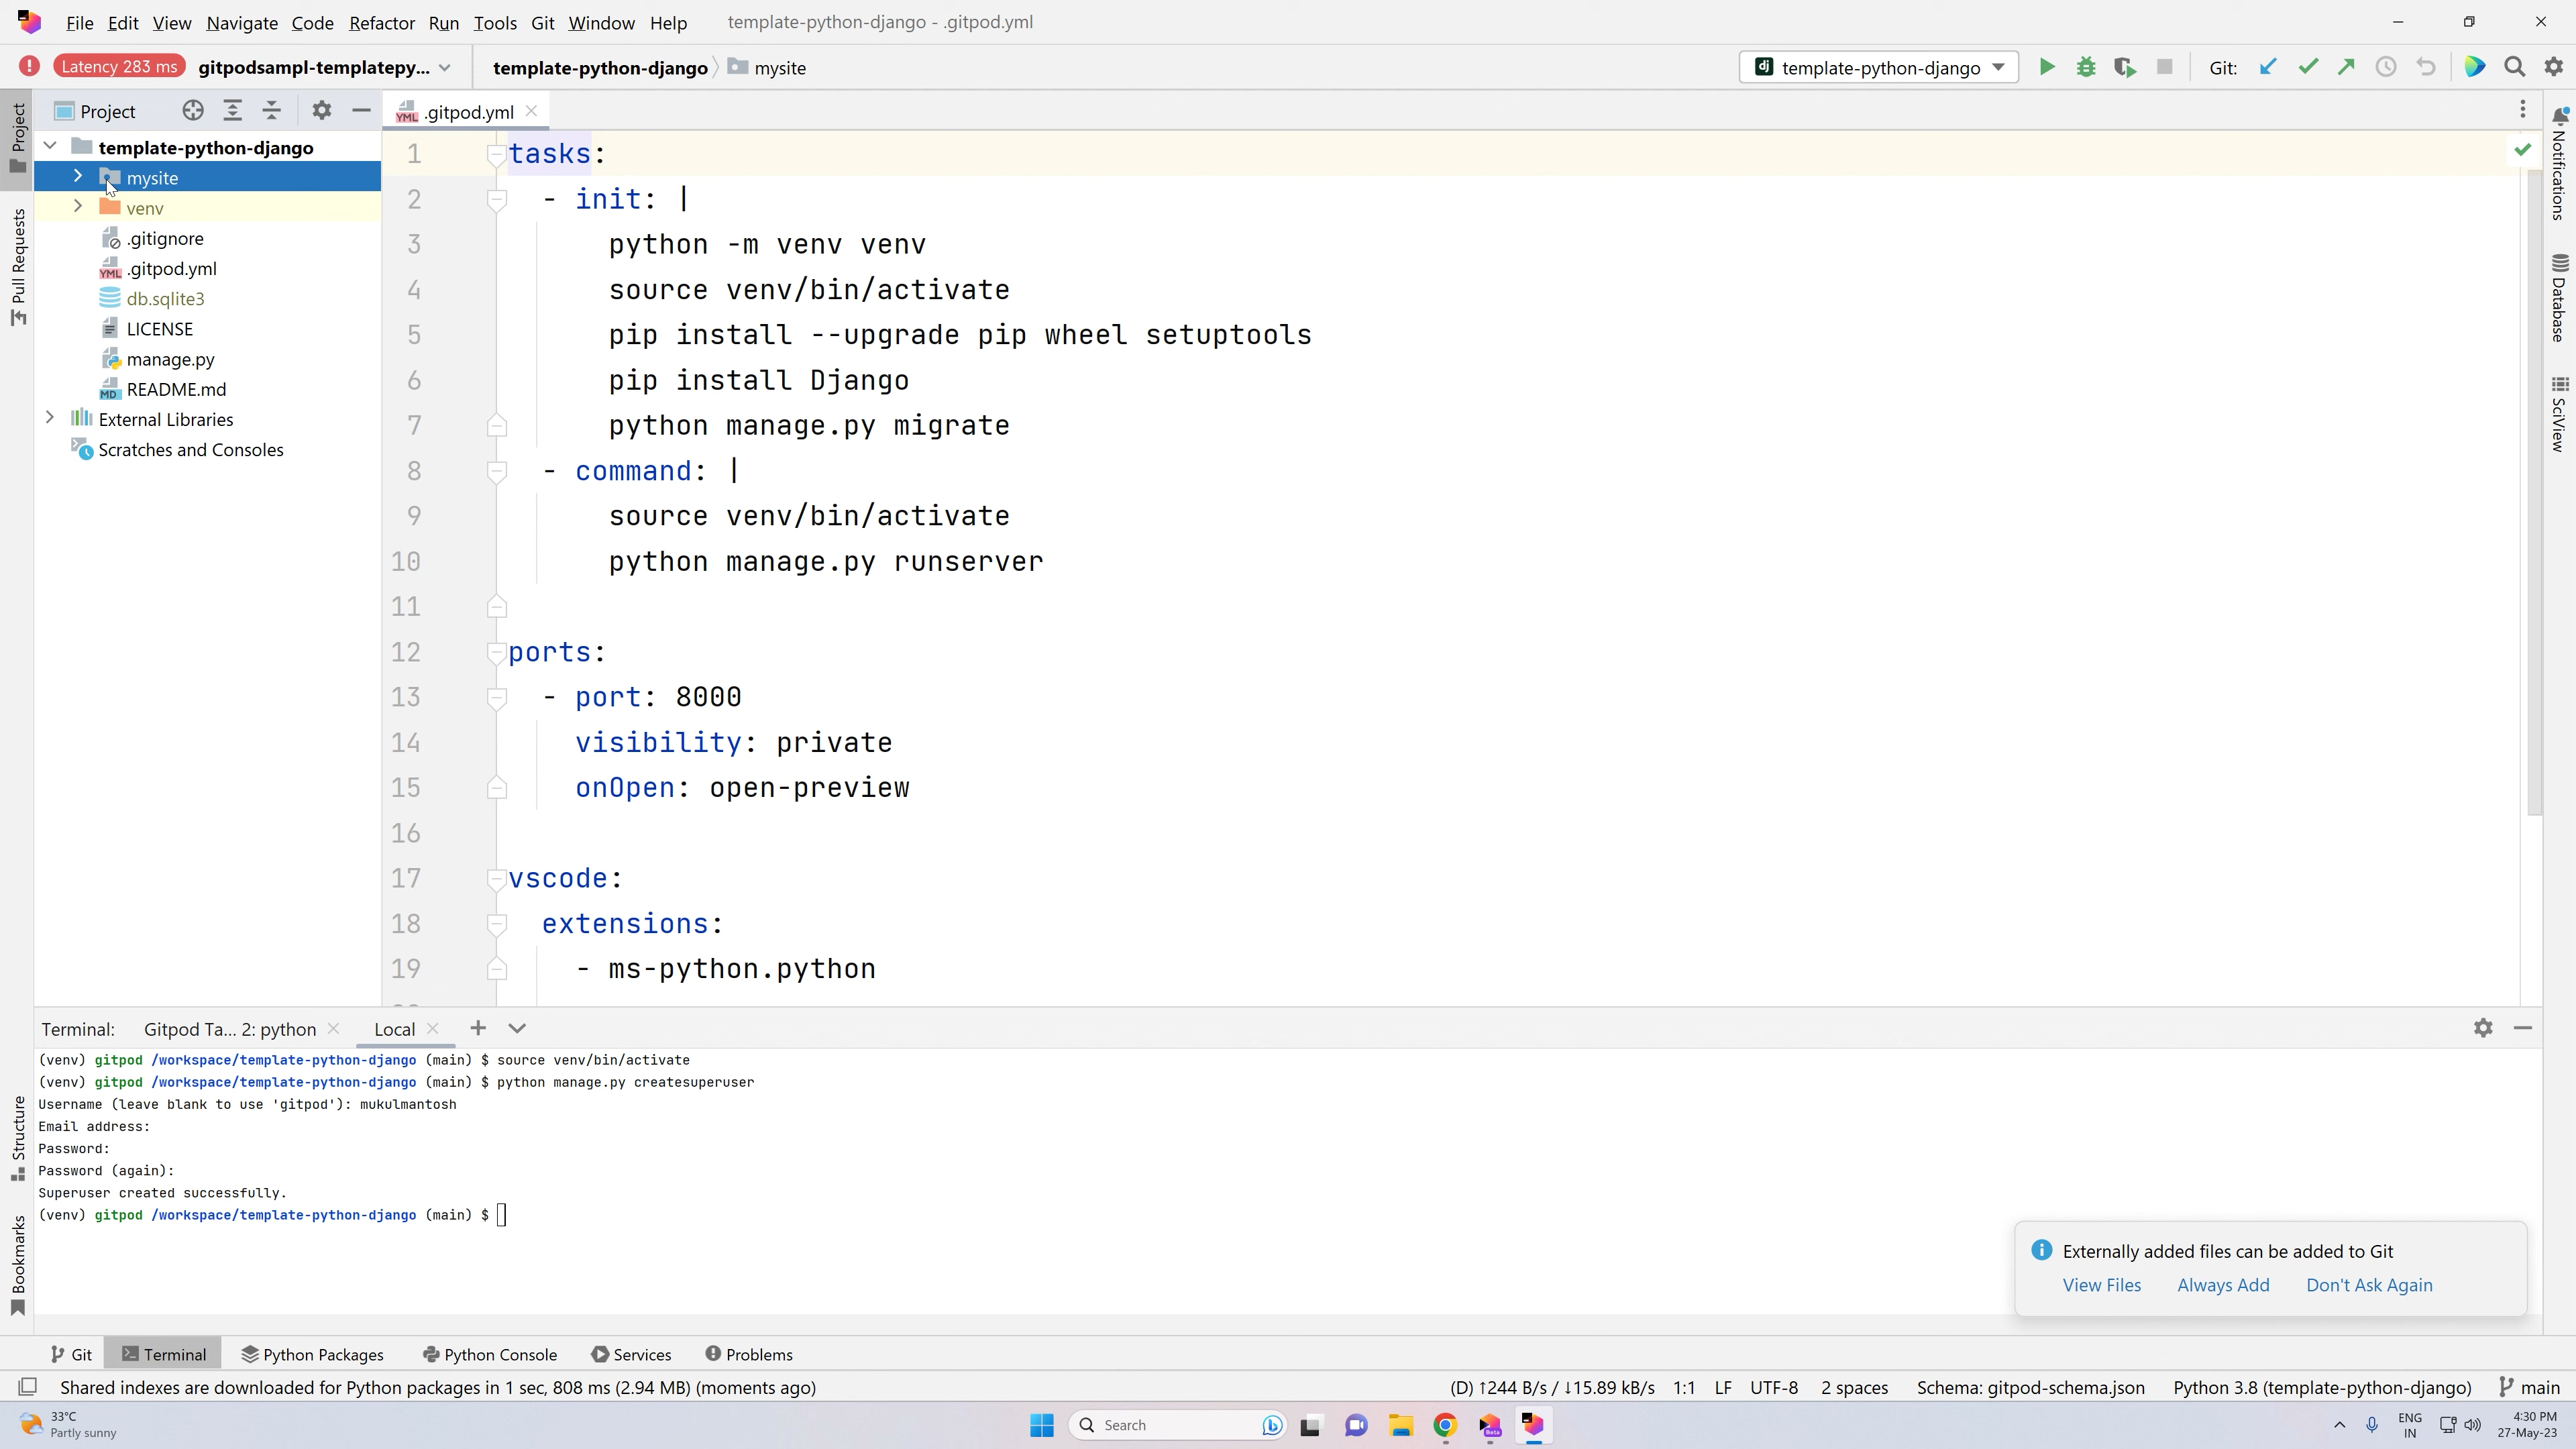 File Edit View Navigate Code Refactor Run Tools Git Window Help template-python-django - .gitpod.yml
Latency 283 ms gitpodsampl-templatepy... template-python-django mysite dj template-python-django Git:
Project .gitpod.yml
template-python-django
mysite
venv
.gitignore
YML .gitpod.yml
db.sqlite3
LICENSE
manage.py
MD README.md
External Libraries
Scratches and Consoles
1 tasks:
2 - init: |
3 python -m venv venv
4 source venv/bin/activate
5 pip install --upgrade pip wheel setuptools
6 pip install Django
7 python manage.py migrate
8 - command: |
9 source venv/bin/activate
10 python manage.py runserver
11
12 ports:
13 - port: 8000
14 visibility: private
15 onOpen: open-preview
16
17 vscode:
18 extensions:
19 - ms-python.python
Project
Pull Requests
Structure
Bookmarks
Notifications
Database
SciView
Terminal: Gitpod Ta... 2: python Local
(venv) gitpod /workspace/template-python-django (main) $ source venv/bin/activate
(venv) gitpod /workspace/template-python-django (main) $ python manage.py createsuperuser
Username (leave blank to use 'gitpod'): mukulmantosh
Email address:
Password:
Password (again):
Superuser created successfully.
(venv) gitpod /workspace/template-python-django (main) $
Externally added files can be added to Git
View Files Always Add Don't Ask Again
Git Terminal Python Packages Python Console Services Problems
Shared indexes are downloaded for Python packages in 1 sec, 808 ms (2.94 MB) (moments ago) (D) ↑244 B/s / ↓15.89 kB/s 1:1 LF UTF-8 2 spaces Schema: gitpod-schema.json Python 3.8 (template-python-django) main
33°C
Partly sunny
Search
Beta
ENG
IN
4:30 PM
27-May-23